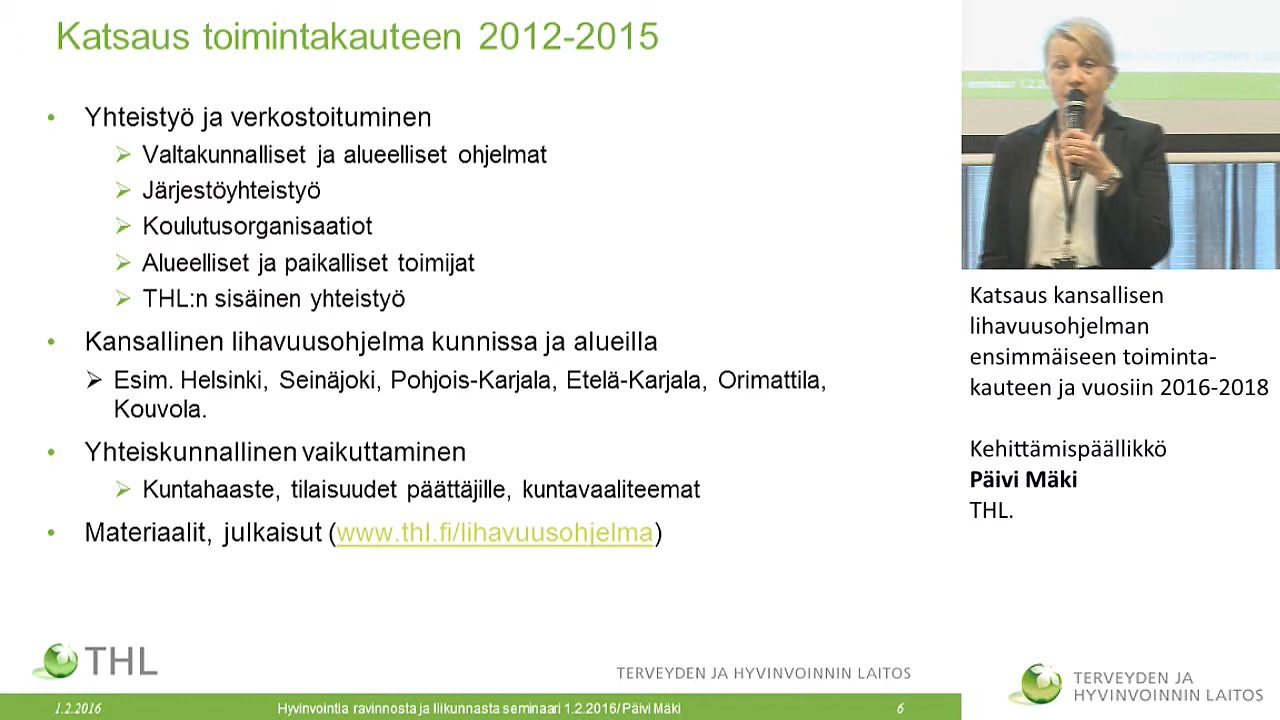 Katsaus toimintakauteen 2012-2015
• Yhteistyö ja verkostoituminen
➢ Valtakunnalliset ja alueelliset ohjelmat
➢ Järjestöyhteistyö
➢ Koulutusorganisaatiot
➢ Alueelliset ja paikalliset toimijat
➢ THL:n sisäinen yhteistyö
• Kansallinen lihavuusohjelma kunnissa ja alueilla
➢ Esim. Helsinki, Seinäjoki, Pohjois-Karjala, Etelä-Karjala, Orimattila,
Kouvola.
• Yhteiskunnallinen vaikuttaminen
➢ Kuntahaaste, tilaisuudet päättäjille, kuntavaaliteemat
• Materiaalit, julkaisut (www.thl.fi/lihavuusohjelma)
THL
TERVEYDEN JA HYVINVOINNIN LAITOS
1.2.2016
Hyvinvointia ravinnosta ja liikunnasta seminaari 1.2.2016/ Päivi Mäki
6
Katsaus kansallisen
lihavuusohjelman
ensimmäiseen toiminta-
kauteen ja vuosiin 2016-2018
Kehittämispäällikkö
Päivi Mäki
THL.
TERVEYDEN JA
HYVINVOINNIN LAITOS